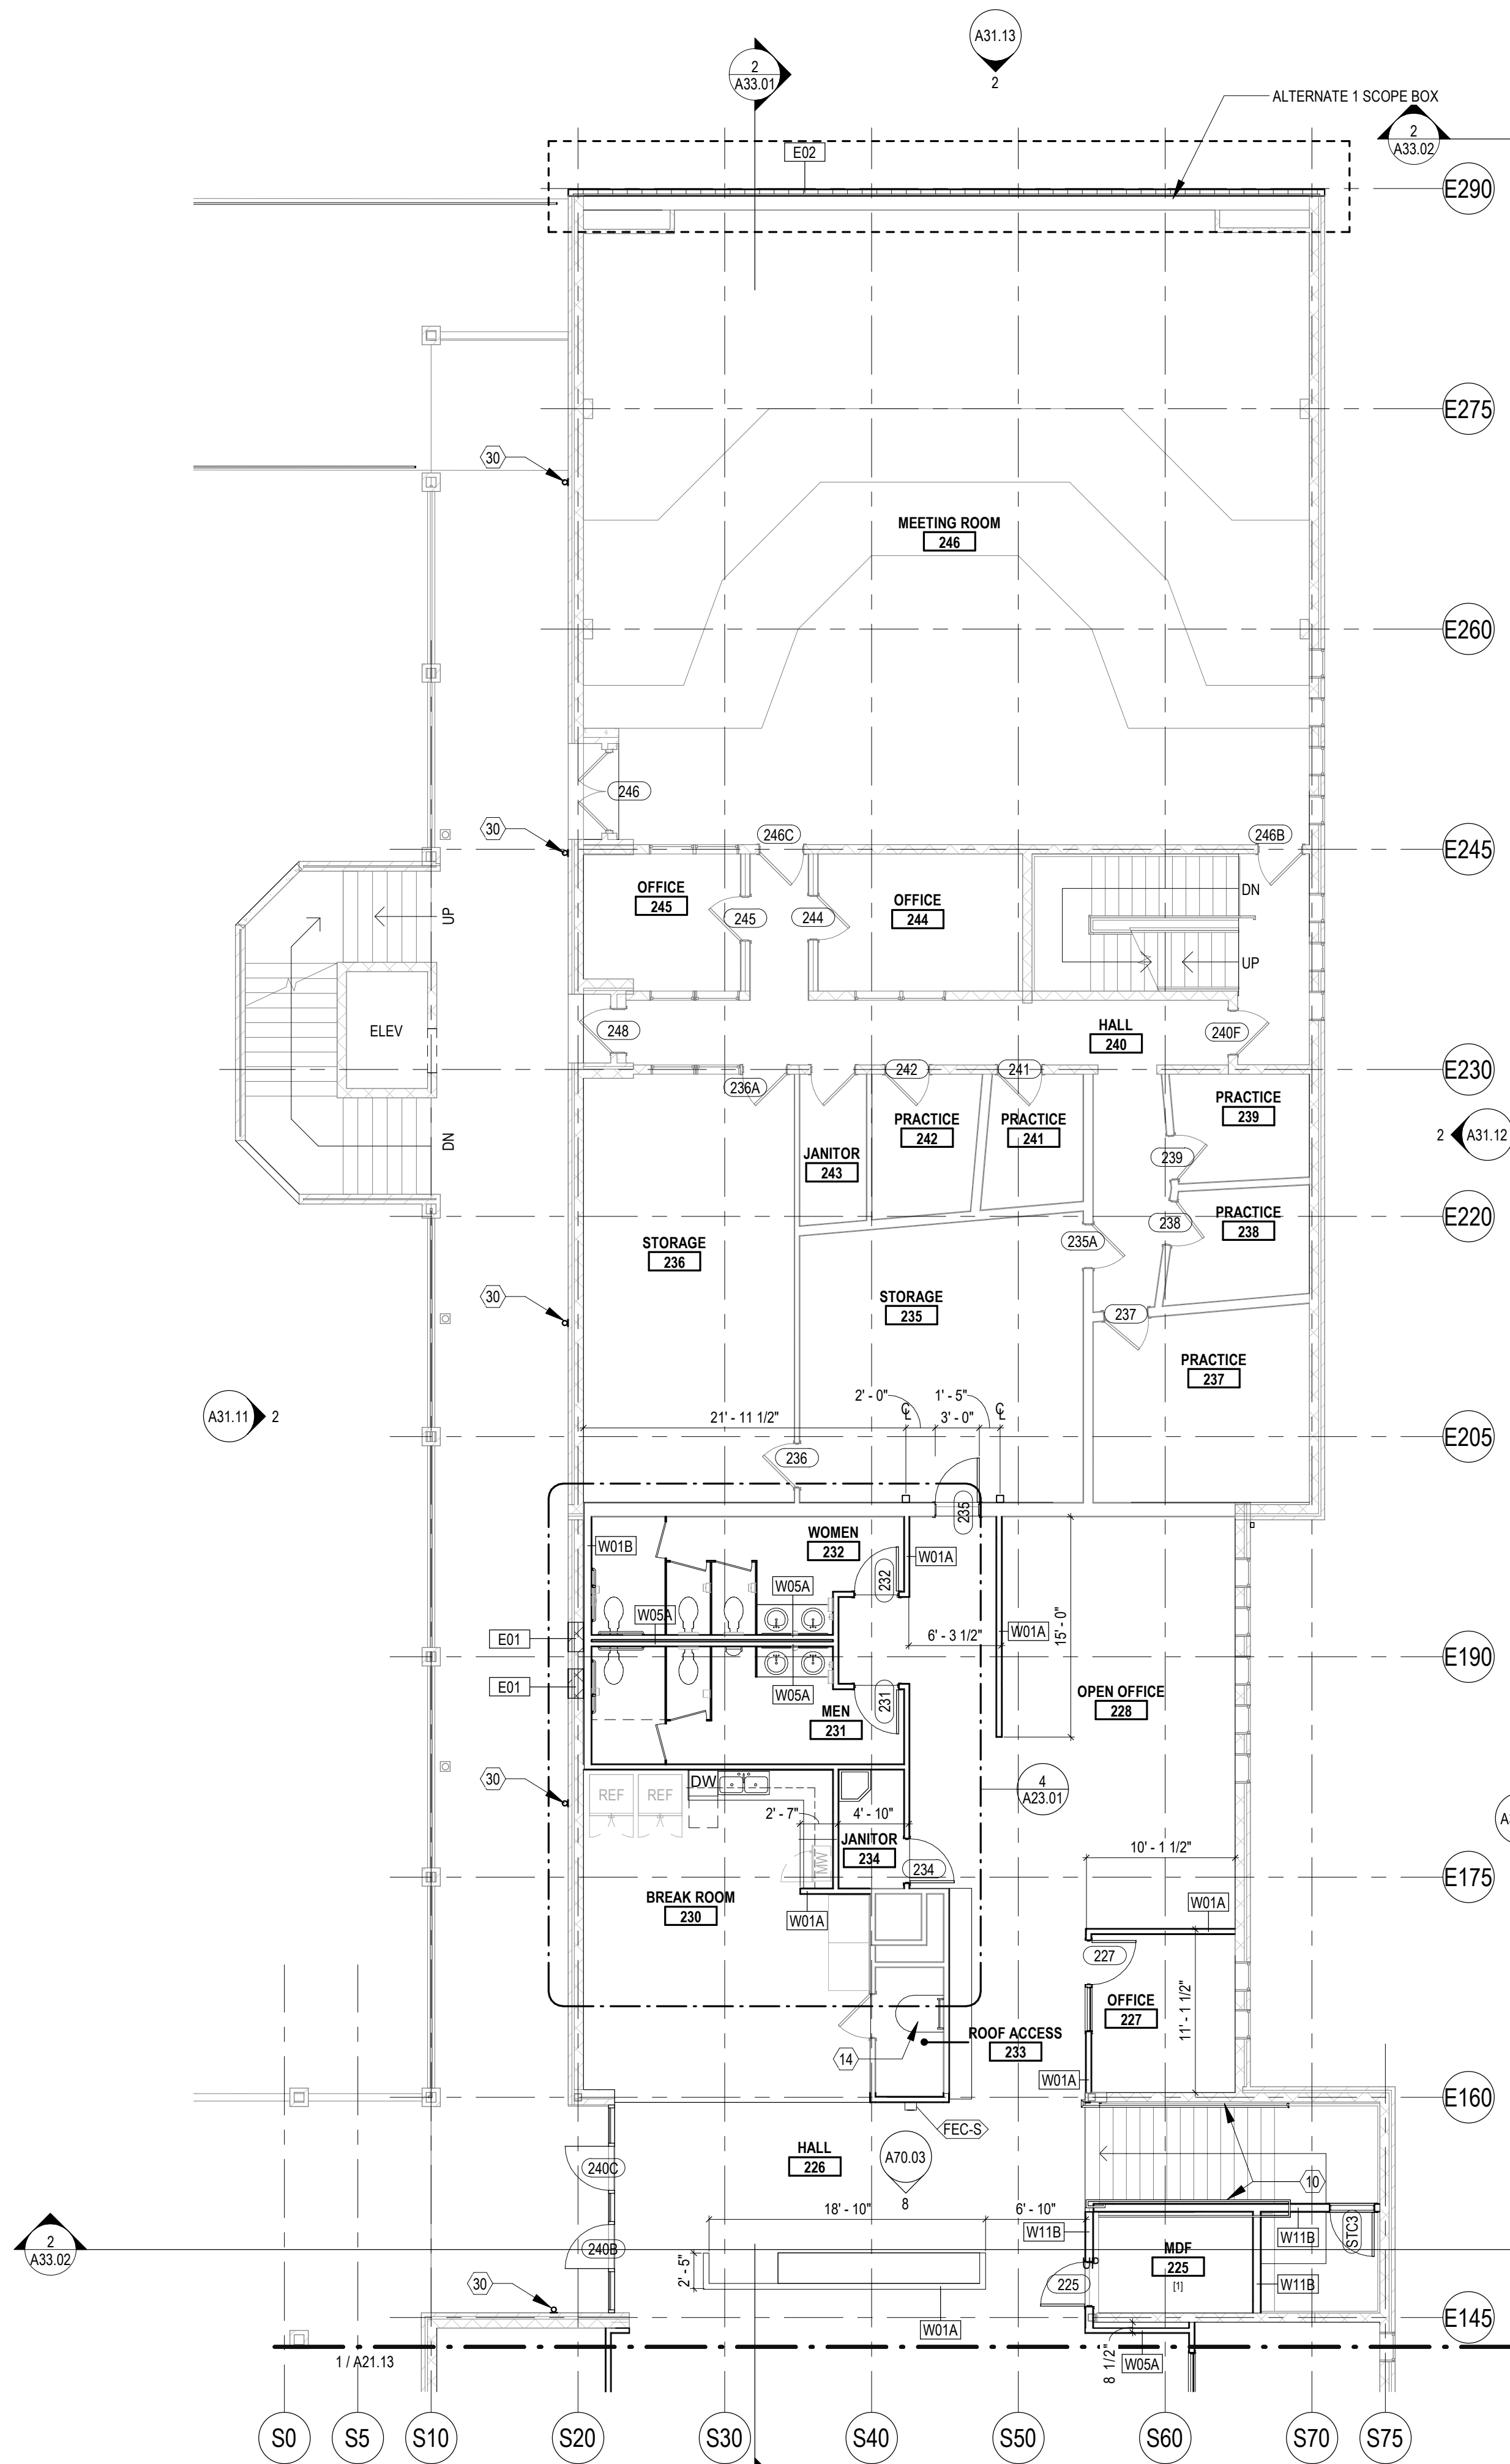 A31.13
2
2
A33.01
ALTERNATE 1 SCOPE BOX
2
A33.02
E02
E290
E275
30
MEETING ROOM
246
E260
246
30
246C
246B
E245
OFFICE
245
OFFICE
244
245
244
DN
UP
UP
ELEV
248
HALL
240
240F
E230
236A
242
241
PRACTICE
239
PRACTICE
242
PRACTICE
241
2
A31.12
DN
JANITOR
243
239
PRACTICE
238
238
E220
STORAGE
236
235A
30
STORAGE
235
237
PRACTICE
237
A31.11
2
21' - 11 1/2"
2' - 0"
1' - 5"
3' - 0"
E205
236
235
WOMEN
232
W01B
W01A
232
W05A
W05A
E01
6' - 3 1/2"
W01A
15' - 0"
E190
E01
W05A
231
MEN
231
OPEN OFFICE
228
30
REF
REF
DW
4
A23.01
2' - 7"
4' - 10"
MW
JANITOR
234
234
10' - 1 1/2"
E175
BREAK ROOM
230
W01A
W01A
227
OFFICE
227
11' - 1 1/2"
ROOF ACCESS
233
14
W01A
E160
FEC-S
HALL
226
A70.03
8
240C
10
18' - 10"
6' - 10"
W11B
STC3
2
A33.02
240B
W11B
MDF
225
[1]
2' - 5"
225
W11B
30
W01A
E145
1 / A21.13
8 1/2"
W05A
S0
S5
S10
S20
S30
S40
S50
S60
S70
S75